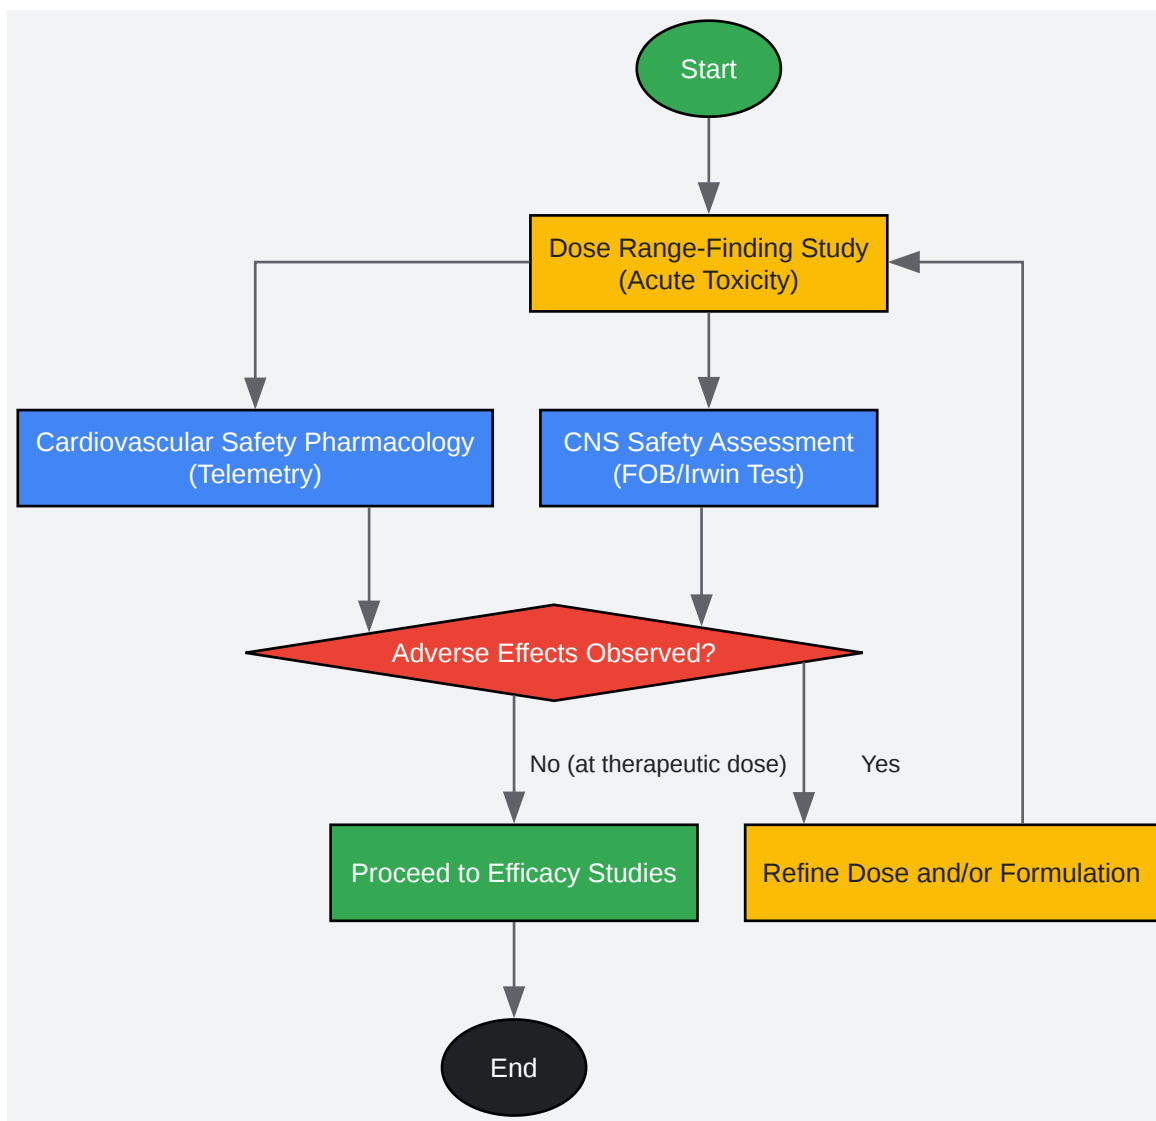 Start
Dose Range-Finding Study
(Acute Toxicity)
Cardiovascular Safety Pharmacology
(Telemetry)
CNS Safety Assessment
(FOB/Irwin Test)
Adverse Effects Observed?
No (at therapeutic dose)
Yes
Proceed to Efficacy Studies
Refine Dose and/or Formulation
End